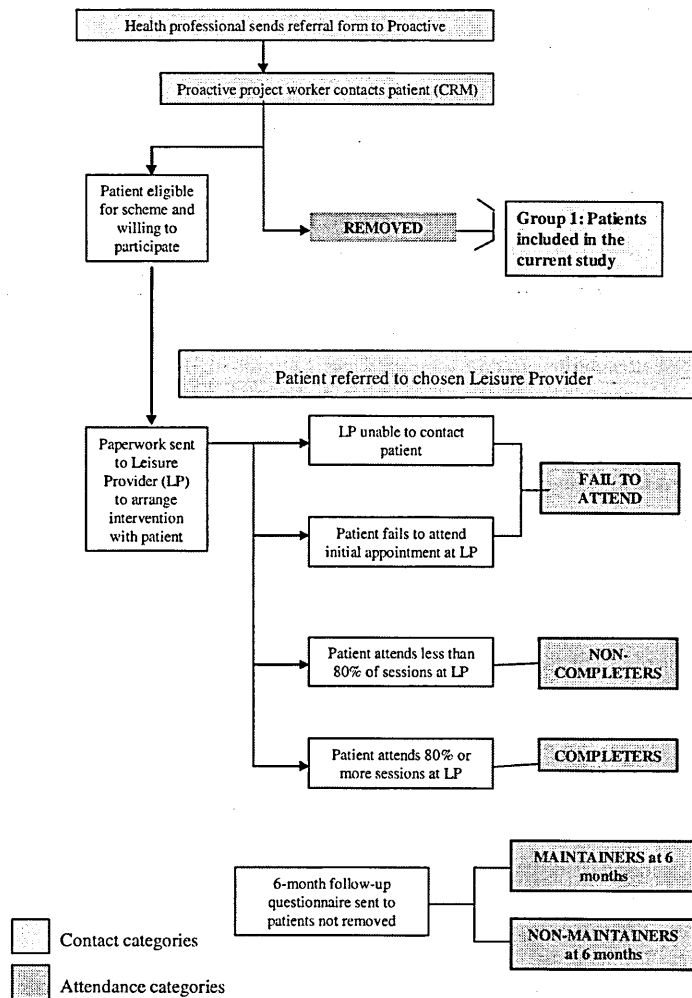 Health professional sends referral form to Proactive
Proactive project worker contacts patient (CRM)
Patient eligible
for scheme and
willing to
participate
REMOVED
Group 1: Patients
included in the
current study
Patient referred to chosen Leisure Provider
Paperwork sent
to Leisure
Provider (LP)
to arrange
intervention
with patient
LP unable to contact
patient
FAIL TO
ATTEND
Patient fails to attend
initial appointment at LP
Patient attends less than
80% of sessions at LP
NON-
COMPLETERS
Patient attends 80% or
more sessions at LP
COMPLETERS
6-month follow-up
questionnaire sent to
patients not removed
MAINTAINERS at 6
months
NON-MAINTAINERS
at 6 months
Contact categories
Attendance categories